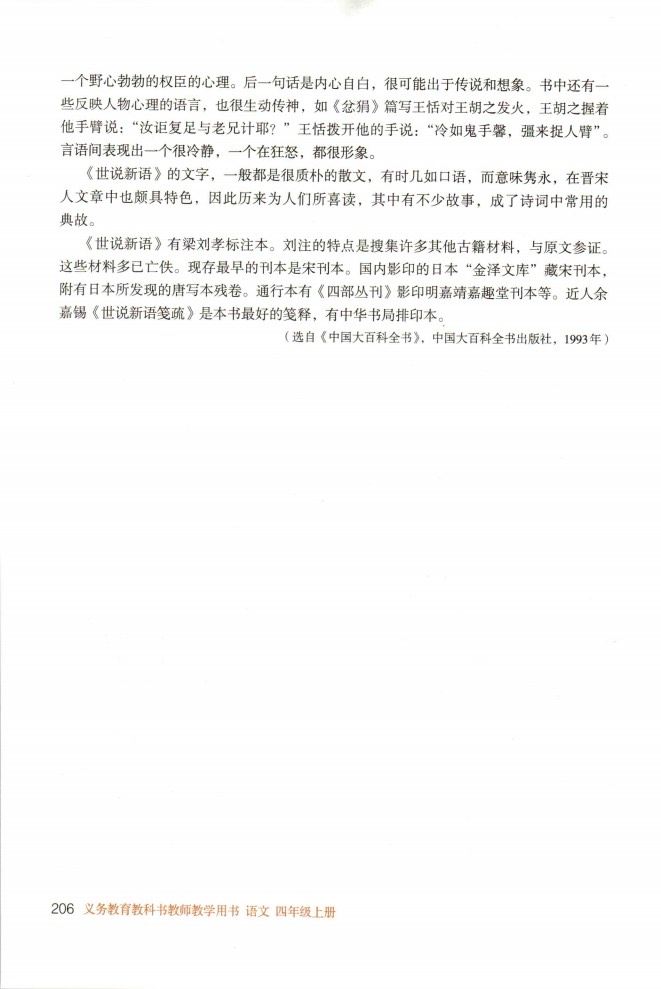 一个野心勃勃的权臣的心理。后一句话是内心自白，很可能出于传说和想象。书中还有一
些反映人物心理的语言，也很生动传神，如《忿狷》篇写王恬对王胡之发火，王胡之握着
他手臂说：“汝讵复足与老兄计耶？”王恬拨开他的手说：“冷如鬼手馨，彊来捉人臂”。
言语间表现出一个很冷静，一个在狂怒，都很形象。
《世说新语》的文字，一般都是很质朴的散文，有时几如口语，而意味隽永，在晋宋
人文章中也颇具特色，因此历来为人们所喜读，其中有不少故事，成了诗词中常用的
典故。
《世说新语》有梁刘孝标注本。刘注的特点是搜集许多其他古籍材料，与原文参证。
这些材料多已亡佚。现存最早的刊本是宋刊本。国内影印的日本“金泽文库”藏宋刊本，
附有日本所发现的唐写本残卷。通行本有《四部丛刊》影印明嘉靖嘉趣堂刊本等。近人余
嘉锡《世说新语笺疏》是本书最好的笺释，有中华书局排印本。
（选自《中国大百科全书》，中国大百科全书出版社，1993年）
206 义务教育教科书教师教学用书 语文 四年级上册